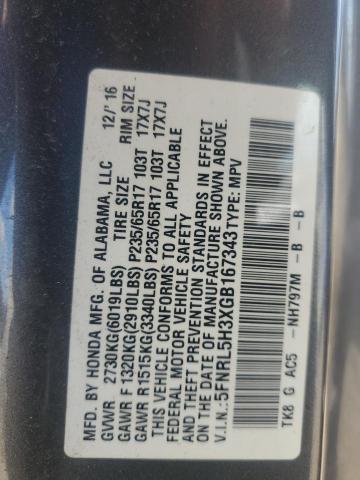 MFD. BY HONDA MFG. OF ALABAMA, LLC 12/' 16
GVWR 2730KG(6019LBS) TIRE SIZE RIM SIZE
GAWR F 1320KG(2910LBS) P235/65R17 103T 17X7J
GAWR R1515KG(3340LBS) P235/65R17 103T 17X7J
THIS VEHICLE CONFORMS TO ALL APPLICABLE
FEDERAL MOTOR VEHICLE SAFETY
AND THEFT PREVENTION STANDARDS IN EFFECT
ON THE DATE OF MANUFACTURE SHOWN ABOVE.
V.I.N.:5FNRL5H3XGB167343 TYPE: MPV
TK8 G AC5 -NH797M - B - B